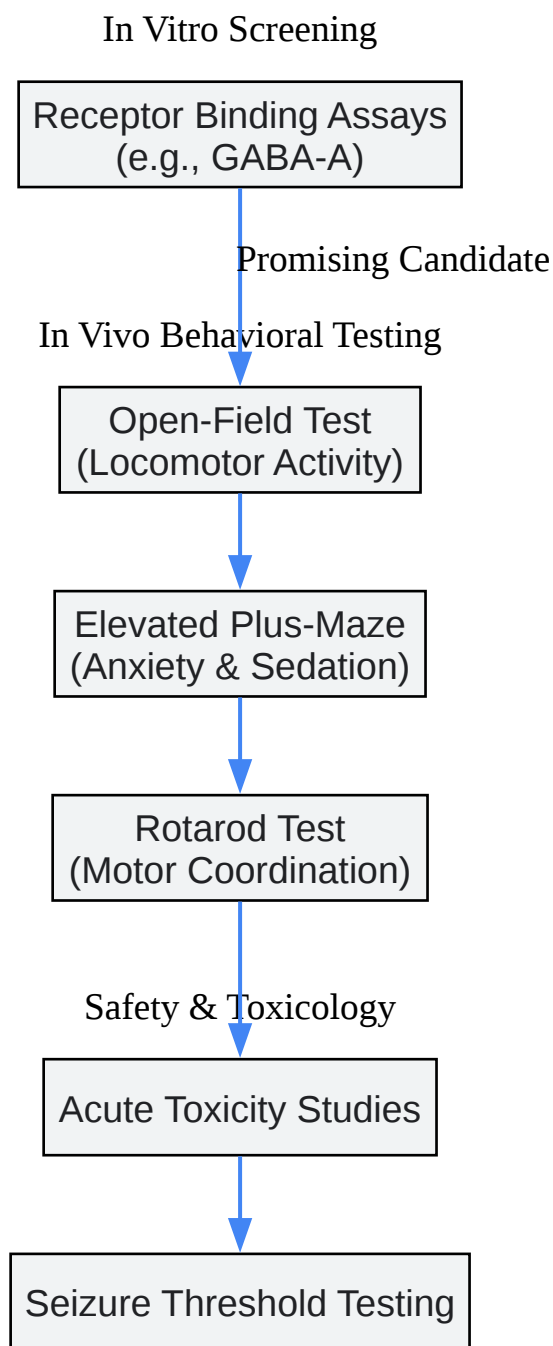 In Vitro Screening
Receptor Binding Assays
(e.g., GABA-A)
Promising Candidate
In Vivo Behavioral Testing
Open-Field Test
(Locomotor Activity)
Elevated Plus-Maze
(Anxiety & Sedation)
Rotarod Test
(Motor Coordination)
Safety & Toxicology
Acute Toxicity Studies
Seizure Threshold Testing